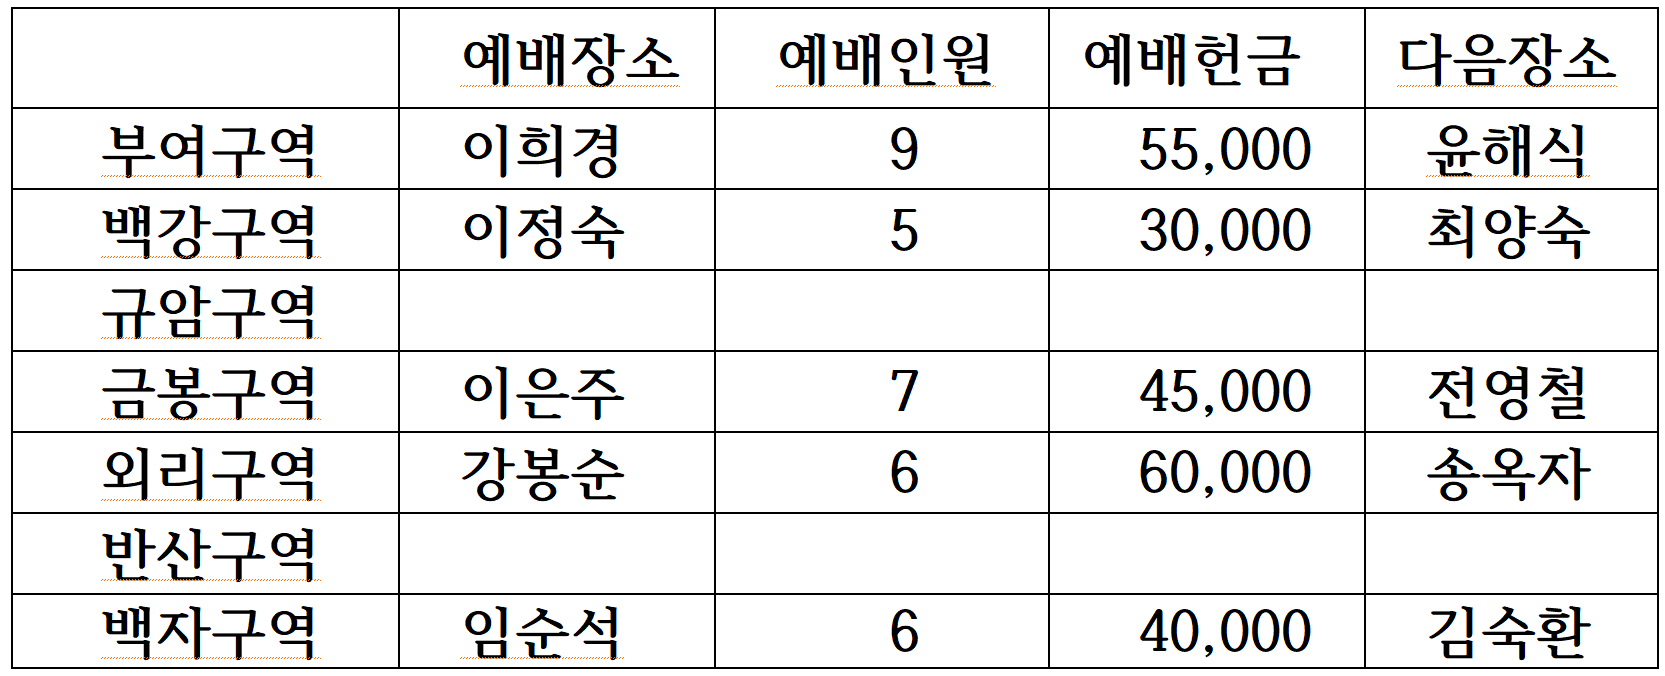 예배장소 예배인원 예배헌금 다음장소
부여구역 이희경 9 55,000 윤해식
백강구역 이정숙 5 30,000 최양숙
규암구역
금봉구역 이은주 7 45,000 전영철
외리구역 강봉순 6 60,000 송옥자
반산구역
백자구역 임순석 6 40,000 김숙환